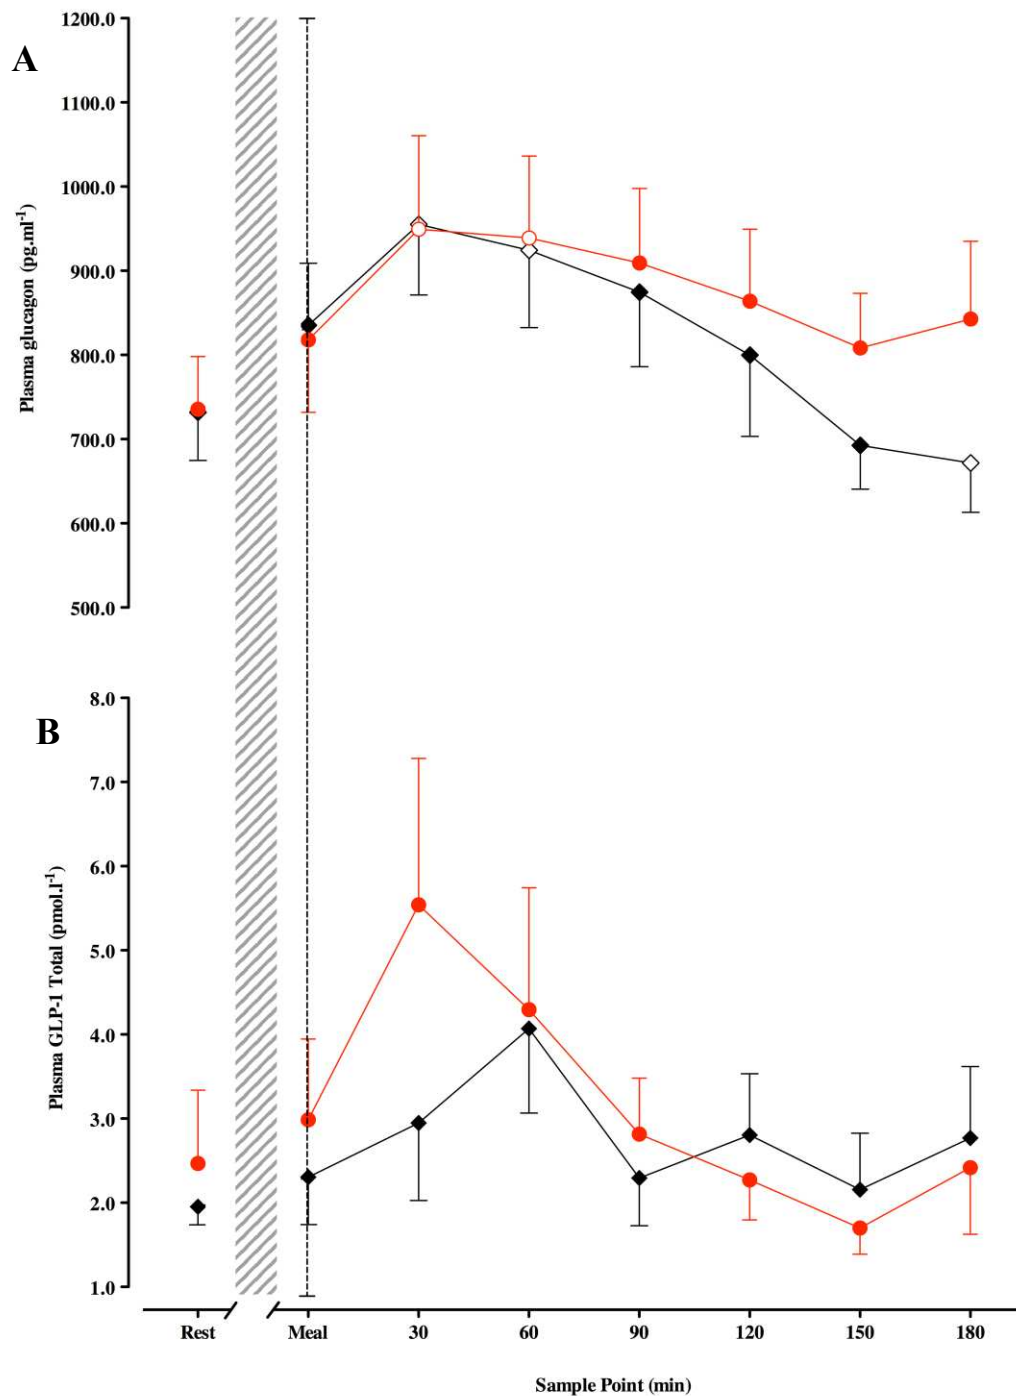 A
1200.0
1100.0
1000.0
900.0
800.0
700.0
600.0
500.0
Plasma glucagon (pg.ml⁻¹)
B
8.0
7.0
6.0
5.0
4.0
3.0
2.0
1.0
Plasma GLP-1 Total (pmol.l⁻¹)
Rest Meal 30 60 90 120 150 180
Sample Point (min)